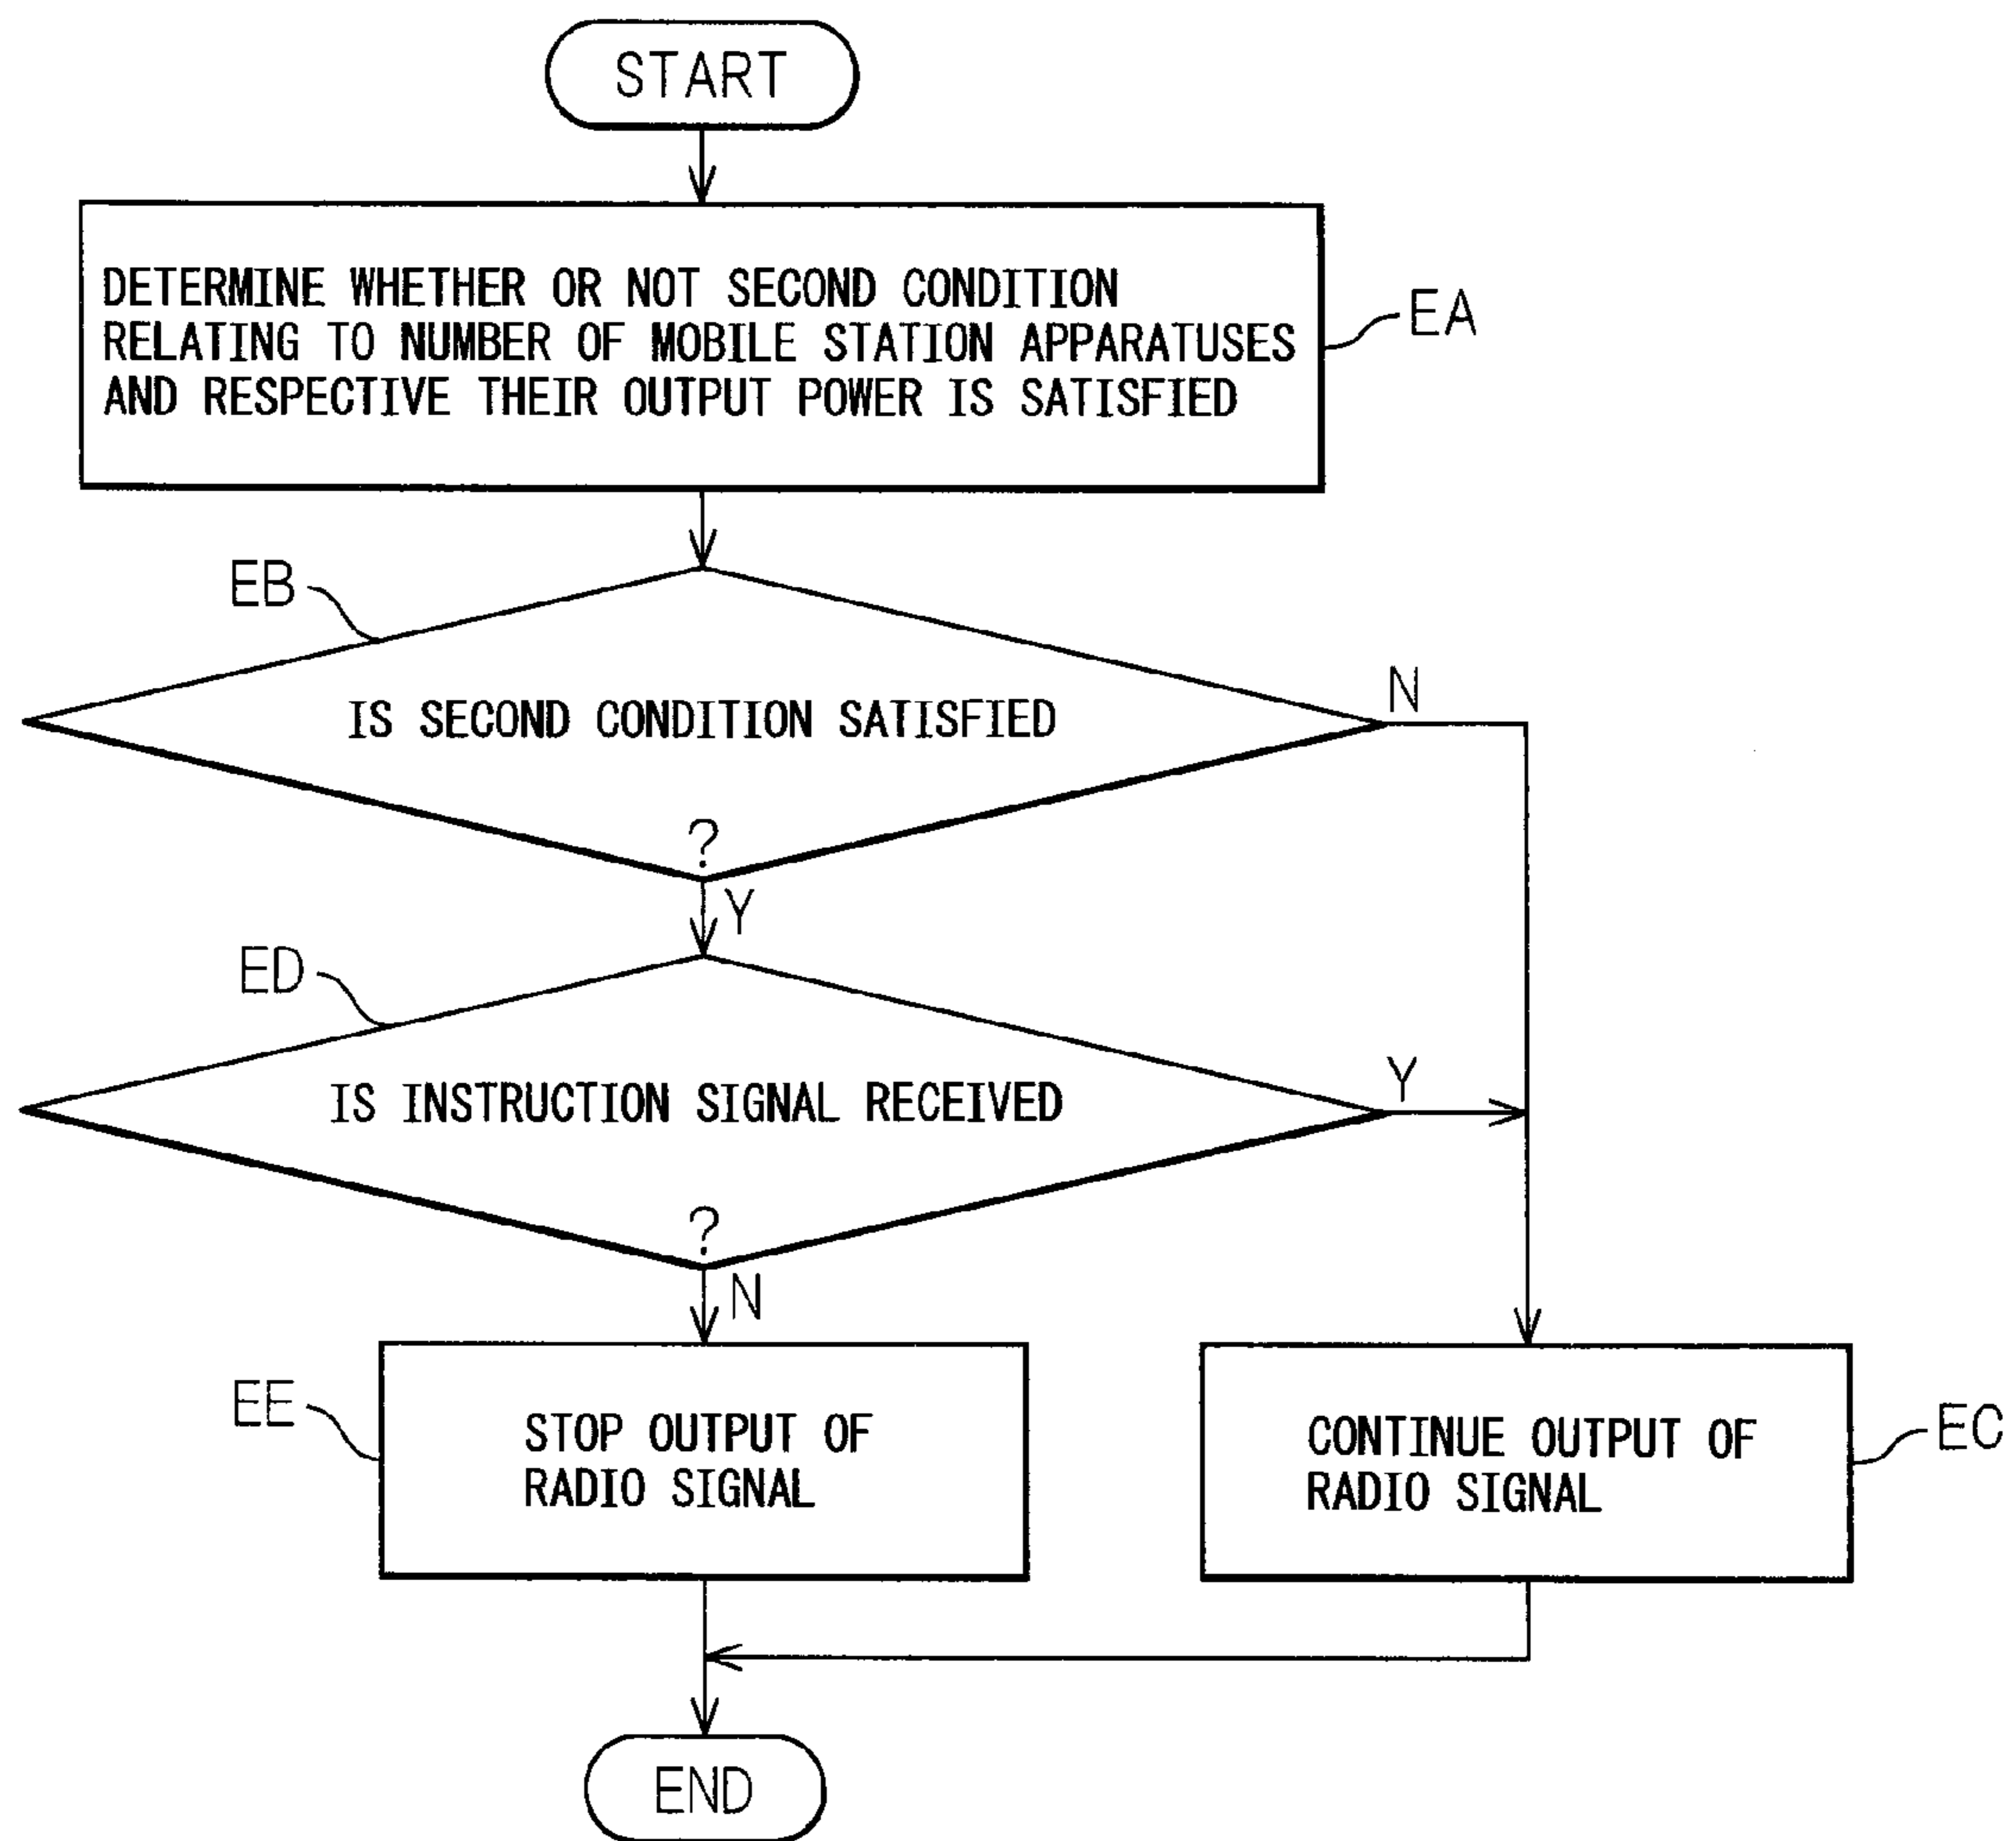 START
DETERMINE WHETHER OR NOT SECOND CONDITION
RELATING TO NUMBER OF MOBILE STATION APPARATUSES
AND RESPECTIVE THEIR OUTPUT POWER IS SATISFIED
EA
EB
IS SECOND CONDITION SATISFIED
?
N
Y
ED
IS INSTRUCTION SIGNAL RECEIVED
?
Y
N
EE
STOP OUTPUT OF
RADIO SIGNAL
CONTINUE OUTPUT OF
RADIO SIGNAL
EC
END